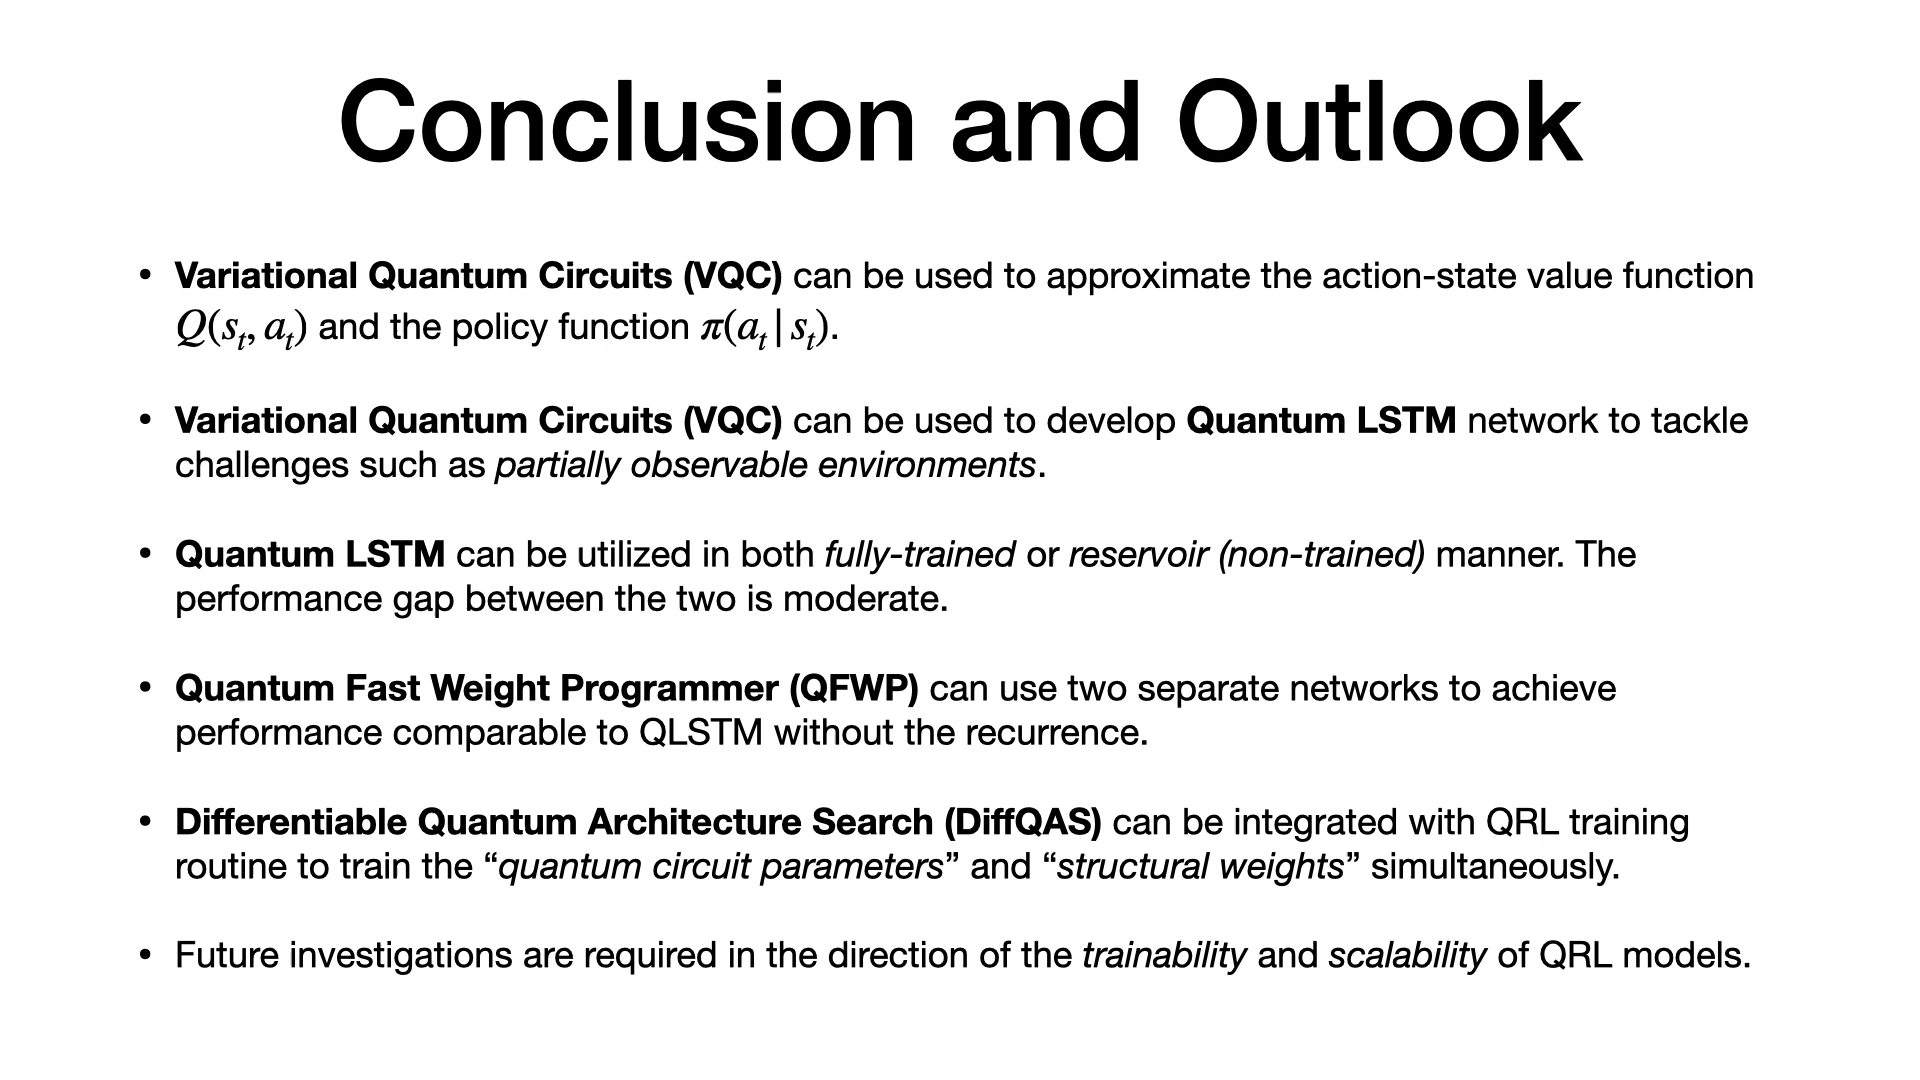 Conclusion and Outlook
• Variational Quantum Circuits (VQC) can be used to approximate the action-state value function
Q(s_t, a_t) and the policy function π(a_t | s_t).
• Variational Quantum Circuits (VQC) can be used to develop Quantum LSTM network to tackle
challenges such as partially observable environments.
• Quantum LSTM can be utilized in both fully-trained or reservoir (non-trained) manner. The
performance gap between the two is moderate.
• Quantum Fast Weight Programmer (QFWP) can use two separate networks to achieve
performance comparable to QLSTM without the recurrence.
• Differentiable Quantum Architecture Search (DiffQAS) can be integrated with QRL training
routine to train the “quantum circuit parameters” and “structural weights” simultaneously.
• Future investigations are required in the direction of the trainability and scalability of QRL models.